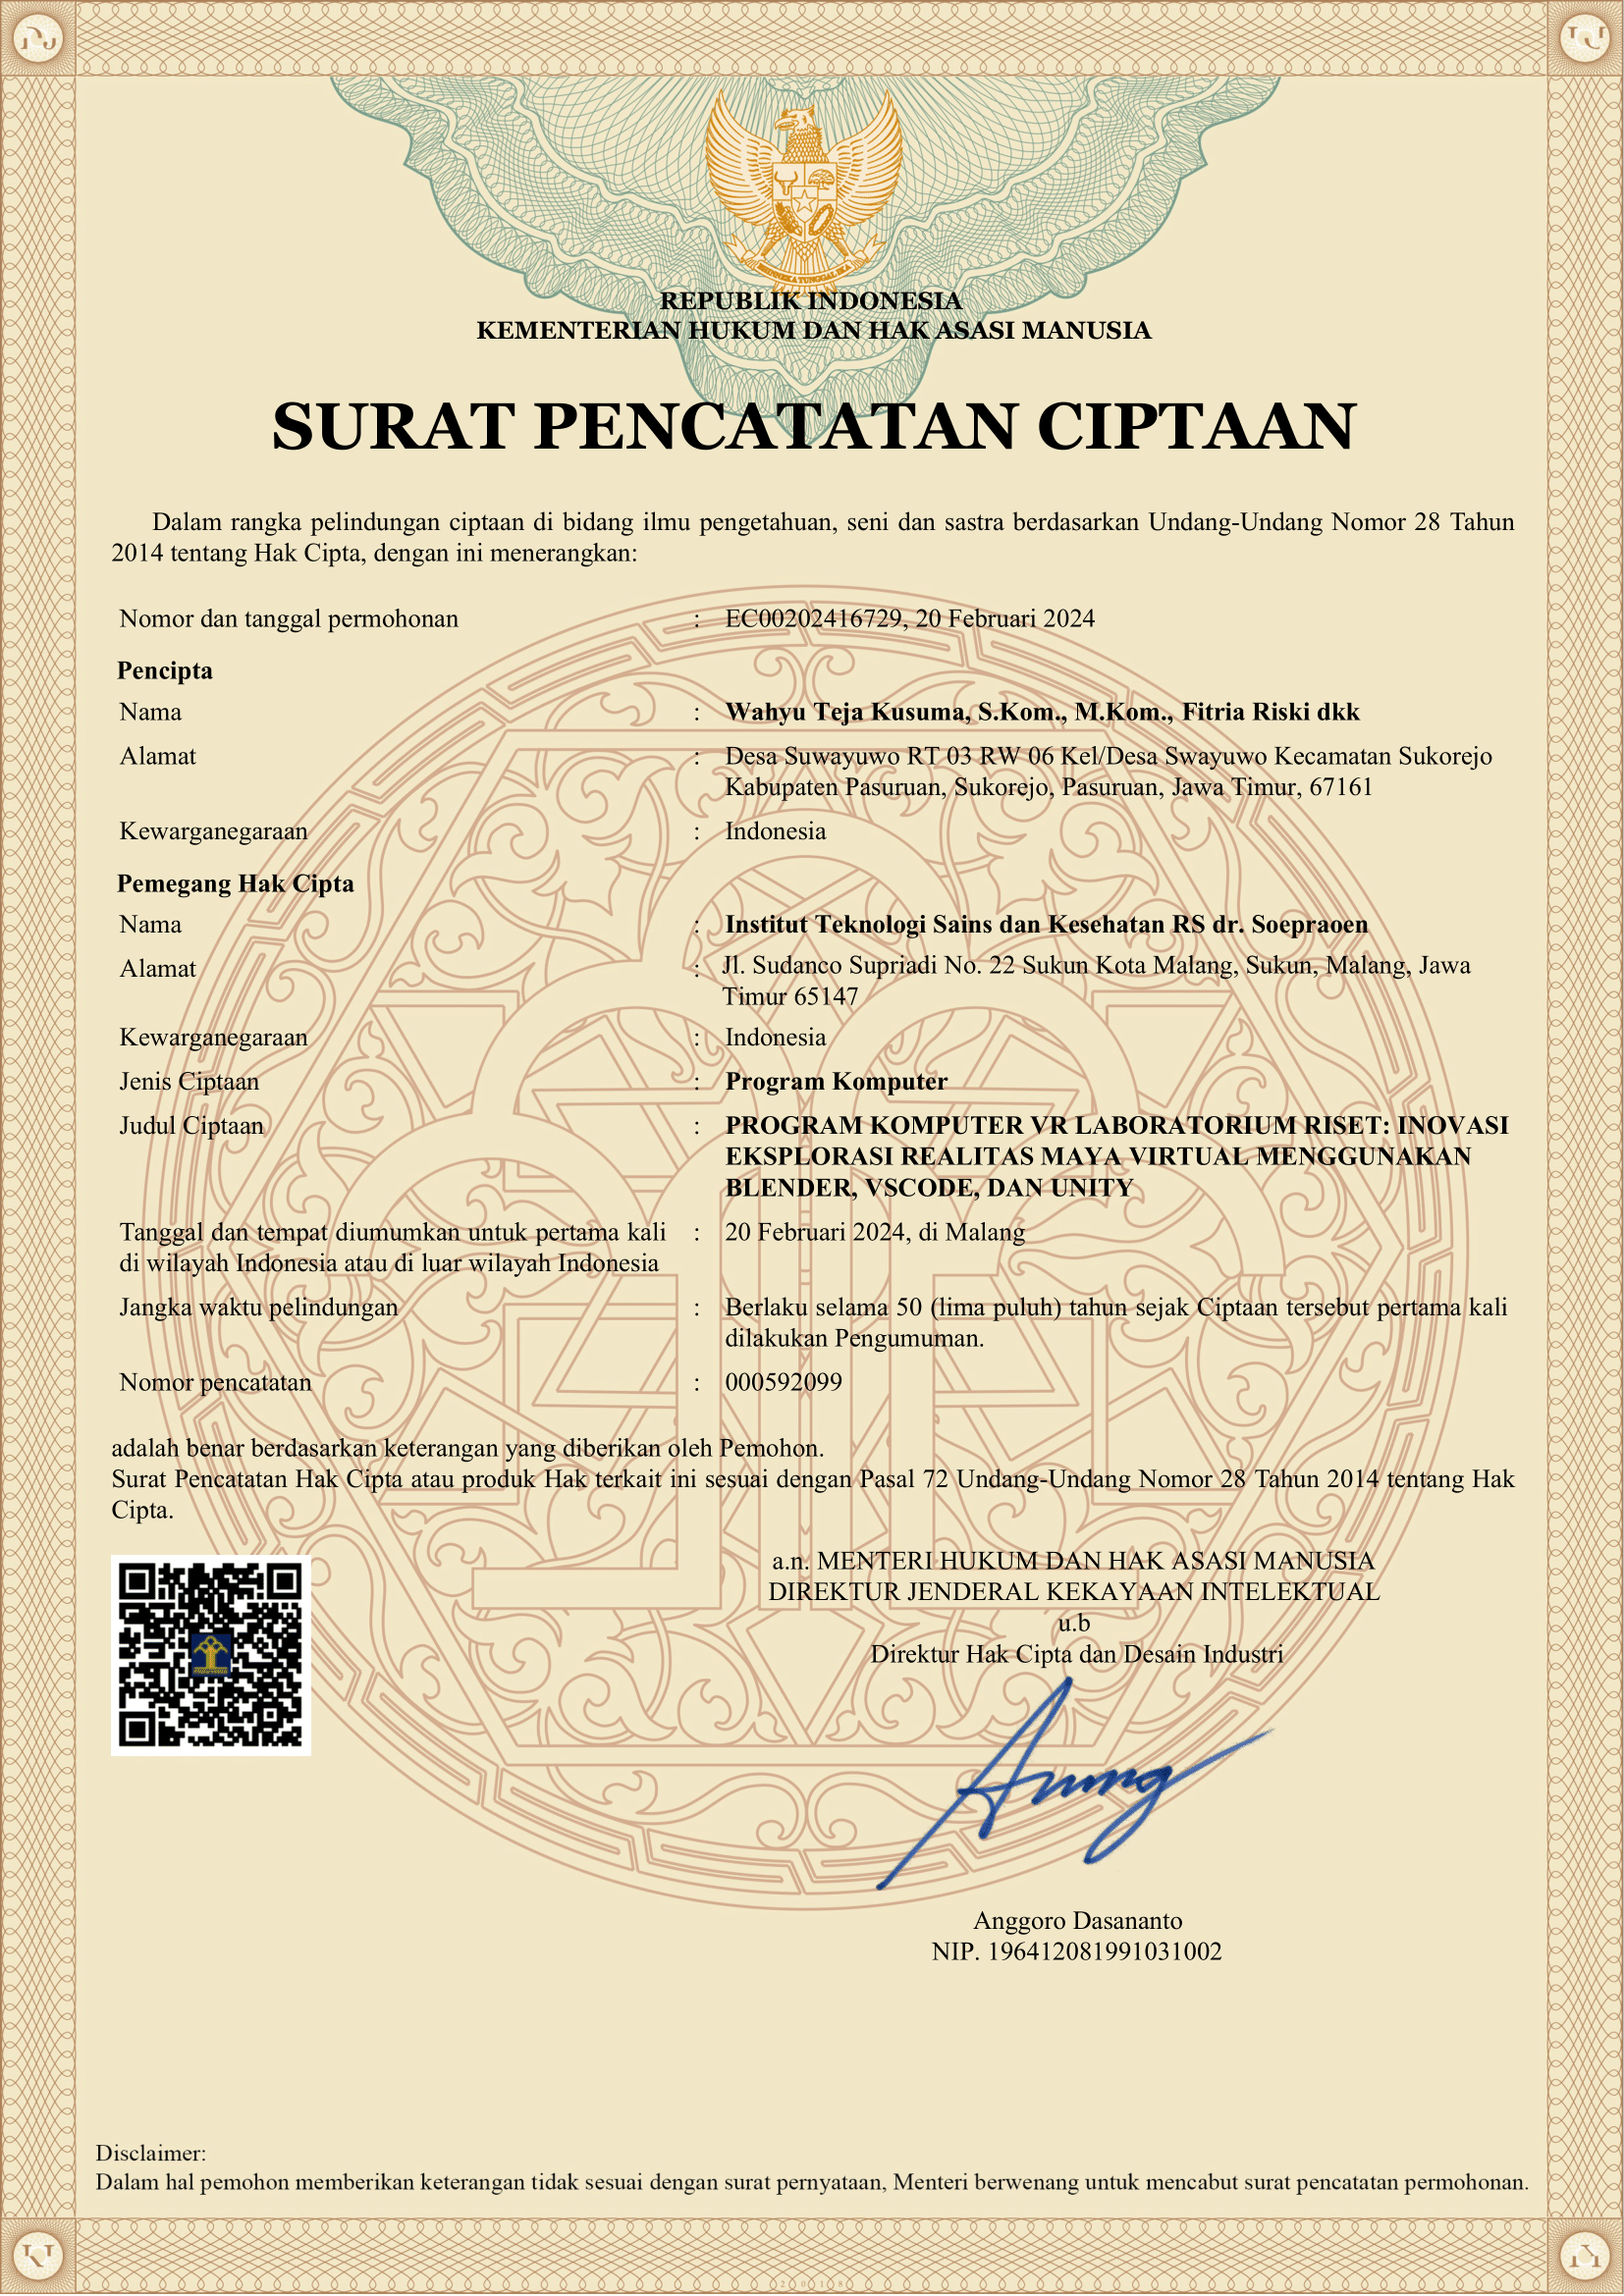 BHINNEKA TUNGGAL IKA
REPUBLIK INDONESIA
KEMENTERIAN HUKUM DAN HAK ASASI MANUSIA
SURAT PENCATATAN CIPTAAN
Dalam rangka pelindungan ciptaan di bidang ilmu pengetahuan, seni dan sastra berdasarkan Undang-Undang Nomor 28 Tahun
2014 tentang Hak Cipta, dengan ini menerangkan:
Nomor dan tanggal permohonan : EC00202416729, 20 Februari 2024
Pencipta
Nama : Wahyu Teja Kusuma, S.Kom., M.Kom., Fitria Riski dkk
Alamat : Desa Suwayuwo RT 03 RW 06 Kel/Desa Swayuwo Kecamatan Sukorejo
Kabupaten Pasuruan, Sukorejo, Pasuruan, Jawa Timur, 67161
Kewarganegaraan : Indonesia
Pemegang Hak Cipta
Nama : Institut Teknologi Sains dan Kesehatan RS dr. Soepraoen
Alamat : Jl. Sudanco Supriadi No. 22 Sukun Kota Malang, Sukun, Malang, Jawa
Timur 65147
Kewarganegaraan : Indonesia
Jenis Ciptaan : Program Komputer
Judul Ciptaan : PROGRAM KOMPUTER VR LABORATORIUM RISET: INOVASI
EKSPLORASI REALITAS MAYA VIRTUAL MENGGUNAKAN
BLENDER, VSCODE, DAN UNITY
Tanggal dan tempat diumumkan untuk pertama kali : 20 Februari 2024, di Malang
di wilayah Indonesia atau di luar wilayah Indonesia
Jangka waktu pelindungan : Berlaku selama 50 (lima puluh) tahun sejak Ciptaan tersebut pertama kali
dilakukan Pengumuman.
Nomor pencatatan : 000592099
adalah benar berdasarkan keterangan yang diberikan oleh Pemohon.
Surat Pencatatan Hak Cipta atau produk Hak terkait ini sesuai dengan Pasal 72 Undang-Undang Nomor 28 Tahun 2014 tentang Hak
Cipta.
a.n. MENTERI HUKUM DAN HAK ASASI MANUSIA
DIREKTUR JENDERAL KEKAYAAN INTELEKTUAL
u.b
Direktur Hak Cipta dan Desain Industri
Anggoro Dasananto
NIP. 196412081991031002
Disclaimer:
Dalam hal pemohon memberikan keterangan tidak sesuai dengan surat pernyataan, Menteri berwenang untuk mencabut surat pencatatan permohonan.